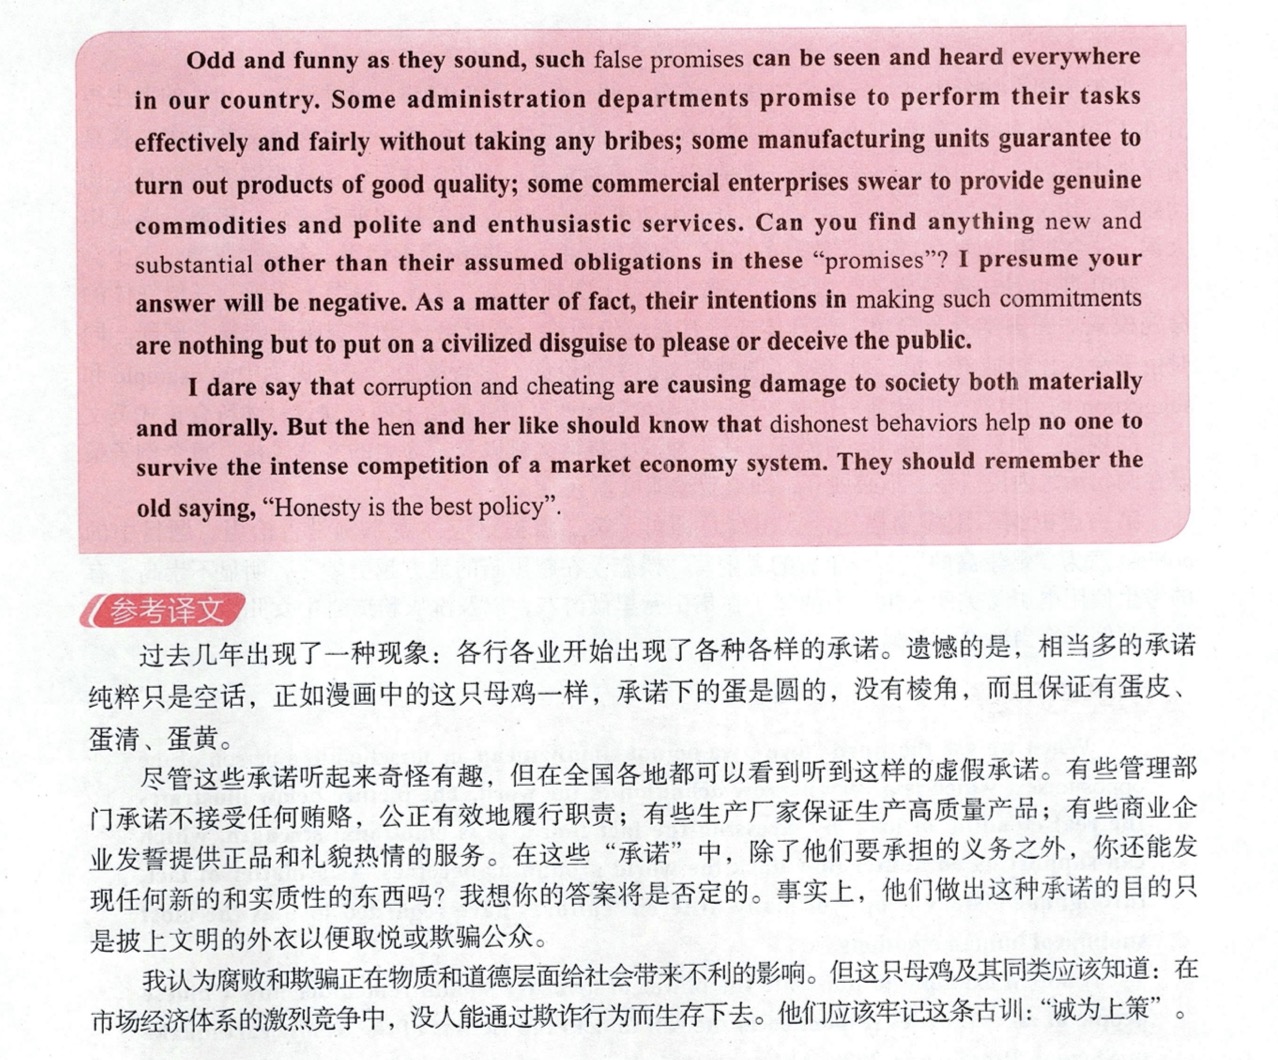 Odd and funny as they sound, such false promises can be seen and heard everywhere
in our country. Some administration departments promise to perform their tasks
effectively and fairly without taking any bribes; some manufacturing units guarantee to
turn out products of good quality; some commercial enterprises swear to provide genuine
commodities and polite and enthusiastic services. Can you find anything new and
substantial other than their assumed obligations in these “promises”? I presume your
answer will be negative. As a matter of fact, their intentions in making such commitments
are nothing but to put on a civilized disguise to please or deceive the public.
I dare say that corruption and cheating are causing damage to society both materially
and morally. But the hen and her like should know that dishonest behaviors help no one to
survive the intense competition of a market economy system. They should remember the
old saying, “Honesty is the best policy”.
参考译文
过去几年出现了一种现象：各行各业开始出现了各种各样的承诺。遗憾的是，相当多的承诺
纯粹只是空话，正如漫画中的这只母鸡一样，承诺下的蛋是圆的，没有棱角，而且保证有蛋皮、
蛋清、蛋黄。
尽管这些承诺听起来奇怪有趣，但在全国各地都可以看到听到这样的虚假承诺。有些管理部
门承诺不接受任何贿赂，公正有效地履行职责；有些生产厂家保证生产高质量产品；有些商业企
业发誓提供正品和礼貌热情的服务。在这些“承诺”中，除了他们要承担的义务之外，你还能发
现任何新的和实质性的东西吗？我想你的答案将是否定的。事实上，他们做出这种承诺的目的只
是披上文明的外衣以便取悦或欺骗公众。
我认为腐败和欺骗正在物质和道德层面给社会带来不利的影响。但这只母鸡及其同类应该知道：在
市场经济体系的激烈竞争中，没人能通过欺诈行为而生存下去。他们应该牢记这条古训：“诚为上策”。